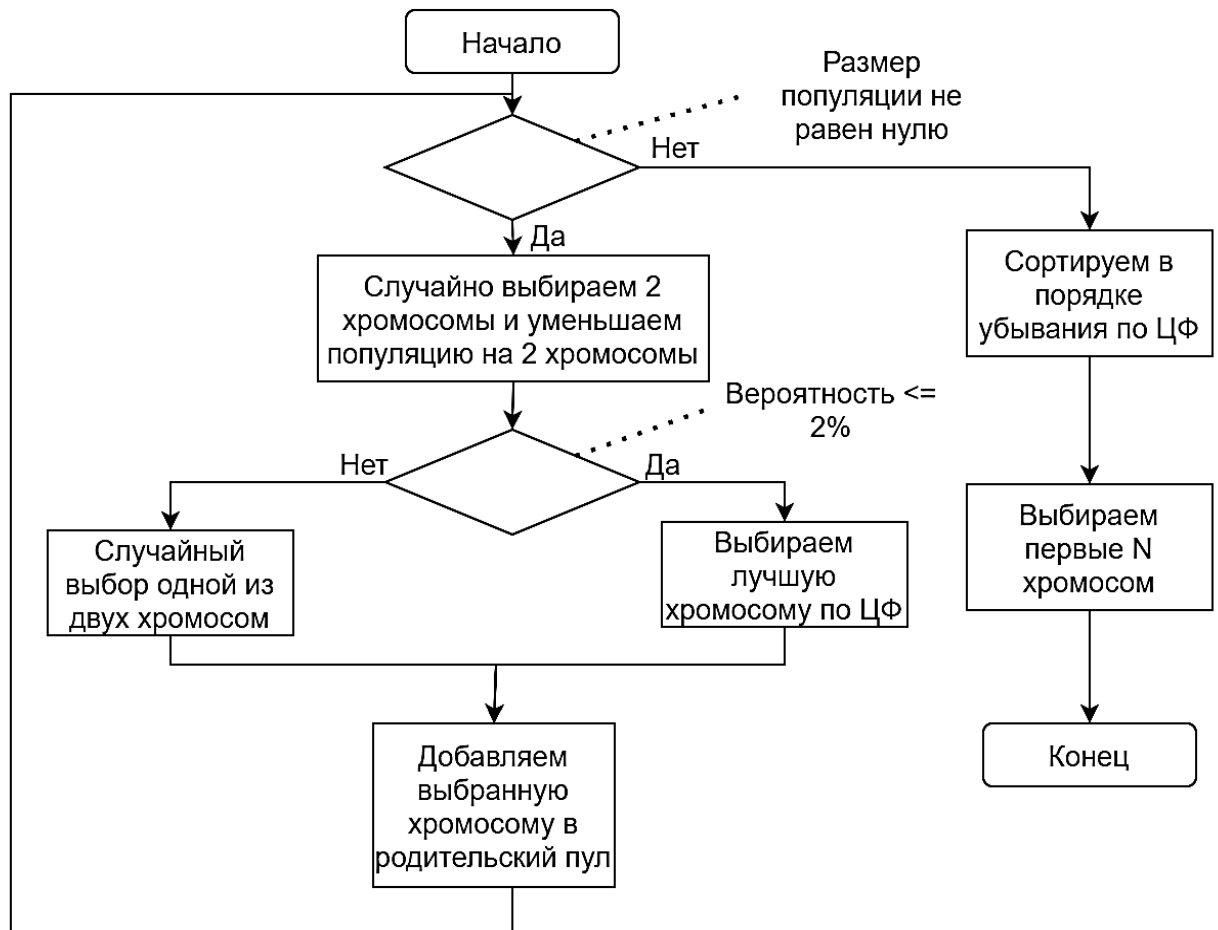 Начало
Размер
популяции не
равен нулю
Нет
Да
Случайно выбираем 2
хромосомы и уменьшаем
популяцию на 2 хромосомы
Сортируем в
порядке
убывания по ЦФ
Вероятность <=
2%
Нет
Да
Случайный
выбор одной из
двух хромосом
Выбираем
лучшую
хромосому по ЦФ
Выбираем
первые N
хромосом
Добавляем
выбранную
хромосому в
родительский пул
Конец